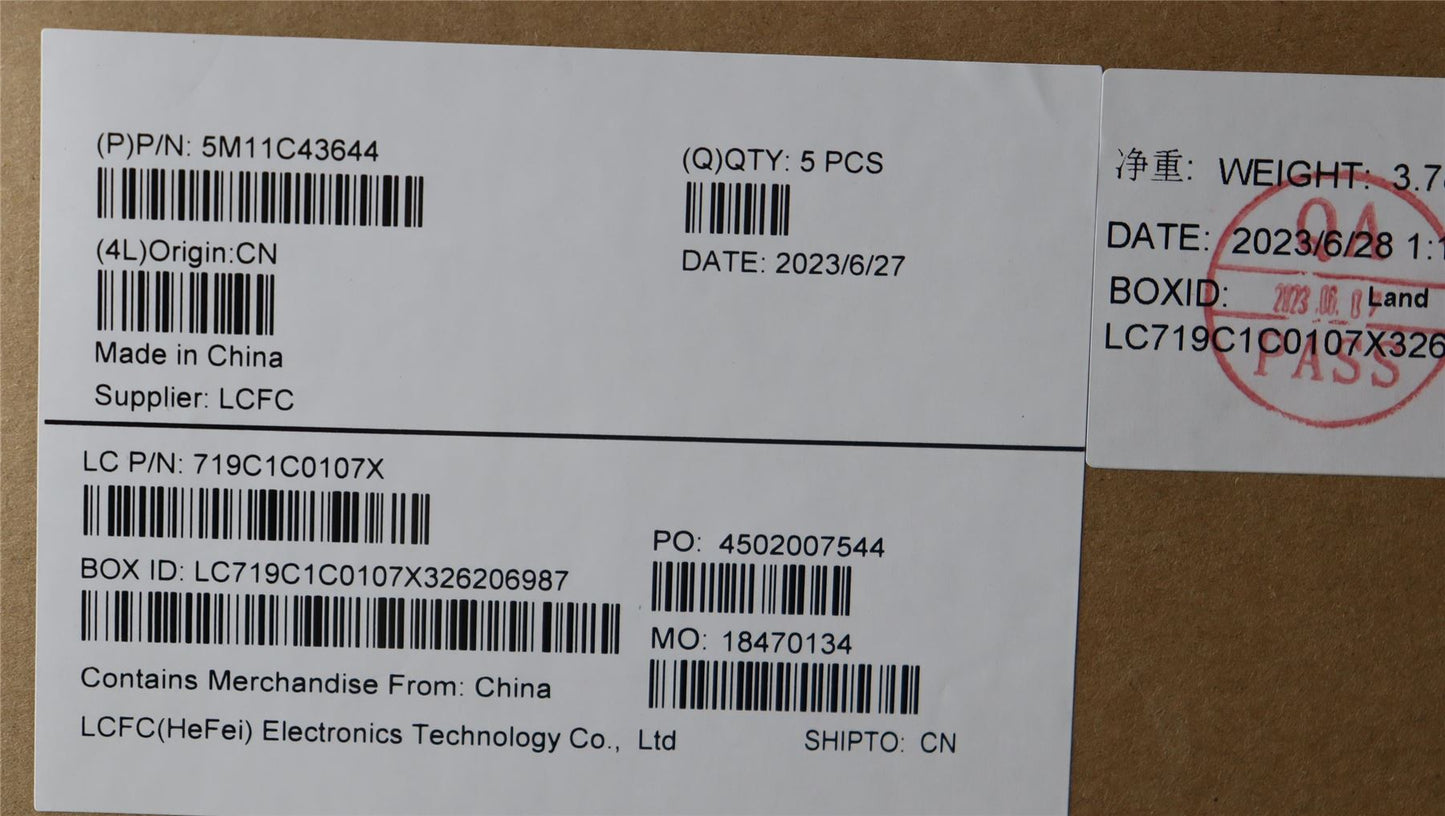 (P)P/N: 5M11C43644
(4L)Origin:CN
Made in China
Supplier: LCFC
(Q)QTY: 5 PCS
DATE: 2023/6/27
LC P/N: 719C1C0107X
BOX ID: LC719C1C0107X326206987
Contains Merchandise From: China
LCFC(HeFei) Electronics Technology Co., Ltd
PO: 4502007544
MO: 18470134
SHIPTO: CN
净重: WEIGHT: 3.7
DATE: 2023/6/28 1:
BOXID: Land
LC719C1C0107X326
QA
PASS